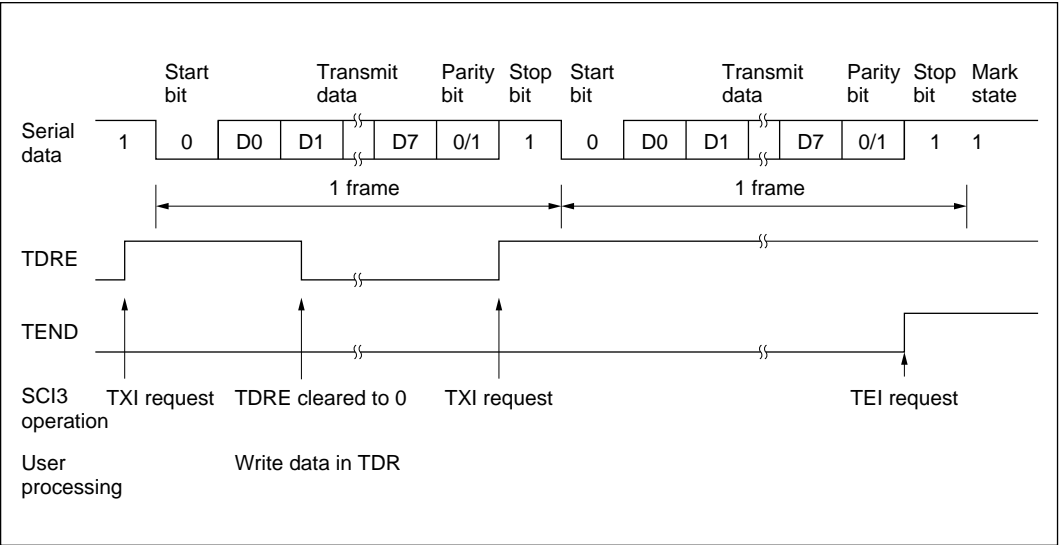 Start bit
Transmit data
Parity bit
Stop bit
Start bit
Transmit data
Parity bit
Stop bit
Mark state
Serial data
1 0 D0 D1 D7 0/1 1 0 D0 D1 D7 0/1 1 1
1 frame 1 frame
TDRE
TEND
SCI3 operation
TXI request TDRE cleared to 0 TXI request TEI request
User processing
Write data in TDR